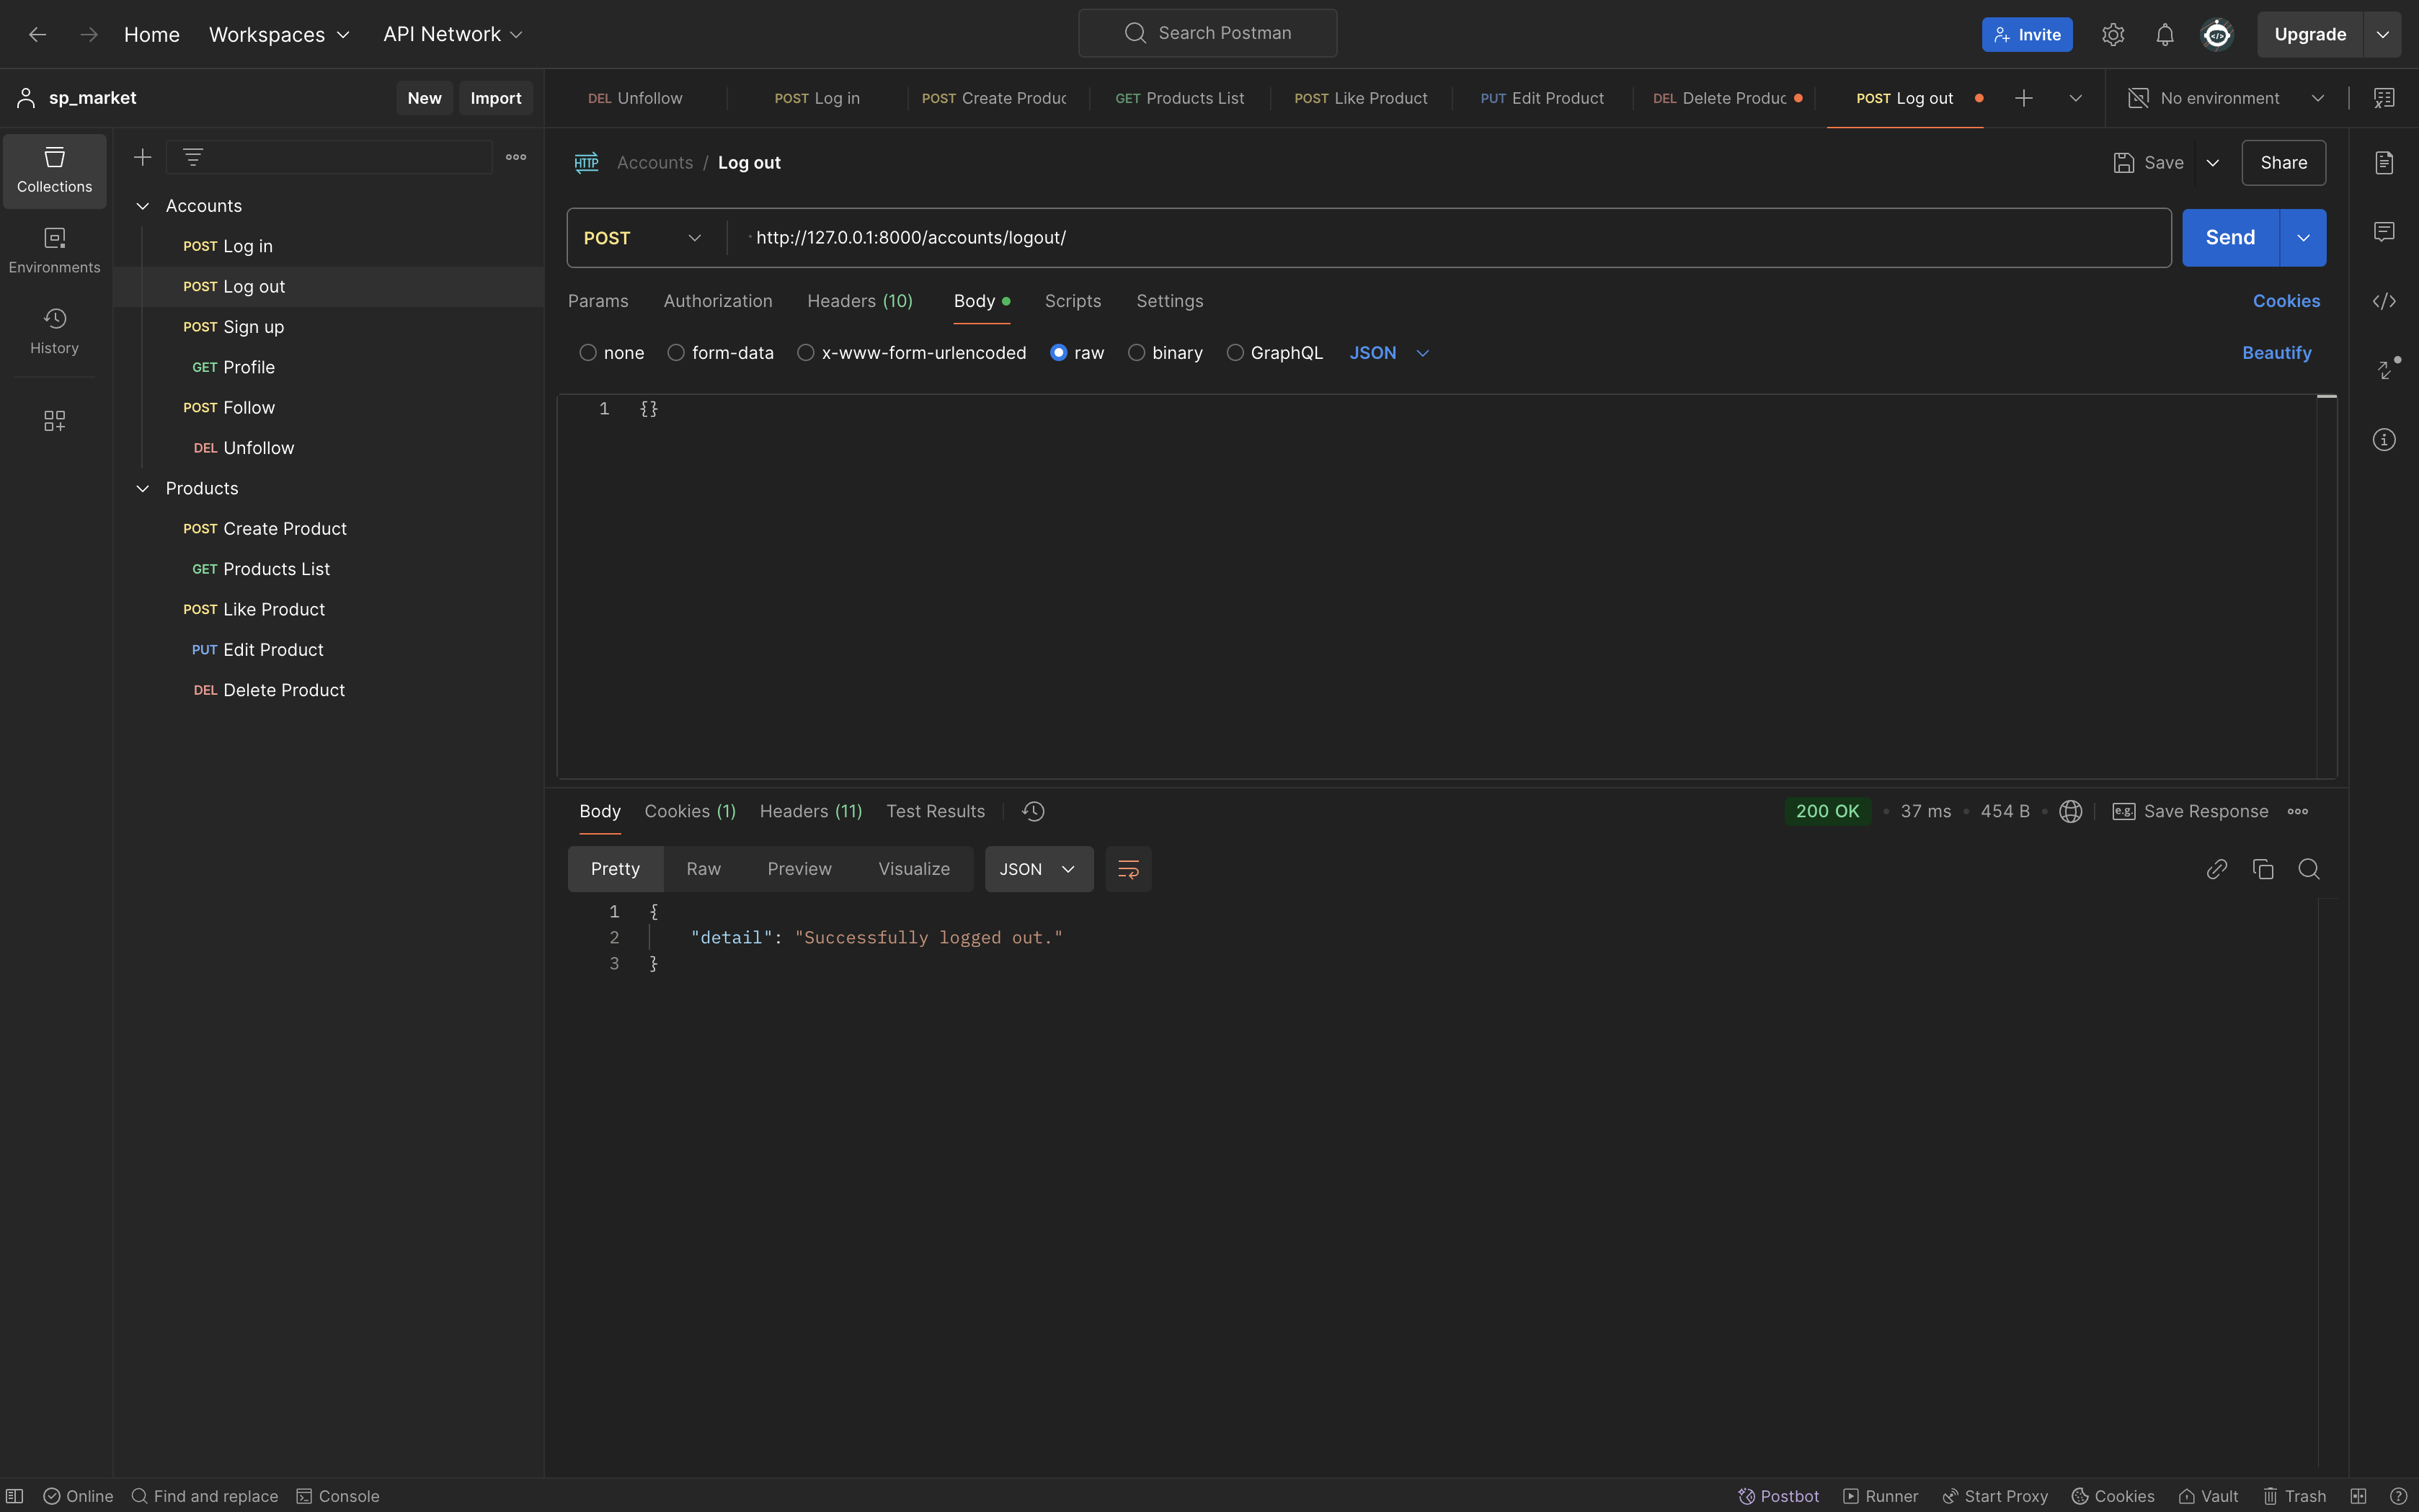 Home Workspaces API Network Search Postman Invite Upgrade
sp_market New Import
DEL Unfollow POST Log in POST Create Produc GET Products List POST Like Product PUT Edit Product DEL Delete Produc POST Log out No environment
Collections
Environments
History
Accounts
POST Log in
POST Log out
POST Sign up
GET Profile
POST Follow
DEL Unfollow
Products
POST Create Product
GET Products List
POST Like Product
PUT Edit Product
DEL Delete Product
HTTP Accounts / Log out Save Share
POST http://127.0.0.1:8000/accounts/logout/ Send
Params Authorization Headers (10) Body Scripts Settings Cookies
none form-data x-www-form-urlencoded raw binary GraphQL JSON Beautify
1 {}
Body Cookies (1) Headers (11) Test Results 200 OK • 37 ms • 454 B • e.g. Save Response
Pretty Raw Preview Visualize JSON
1 {
2 "detail": "Successfully logged out."
3 }
Online Find and replace Console Postbot Runner Start Proxy Cookies Vault Trash